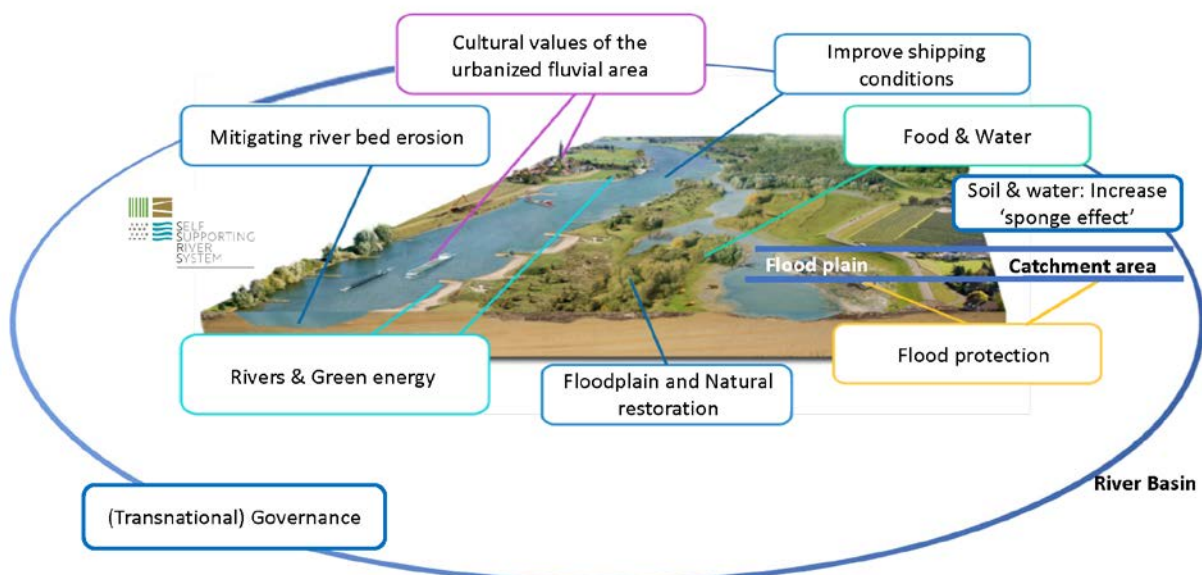 Cultural values of the
urbanized fluvial area
Improve shipping
conditions
Mitigating river bed erosion
Food & Water
Soil & water: Increase
‘sponge effect’
SELF
SUPPORTING
RIVER
SYSTEM
Flood plain
Catchment area
Rivers & Green energy
Floodplain and Natural
restoration
Flood protection
River Basin
(Transnational) Governance